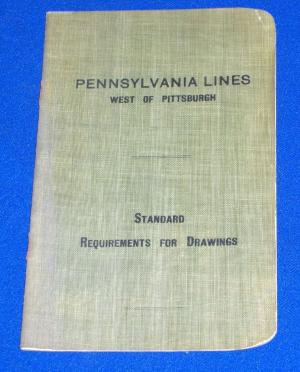 PENNSYLVANIA LINES
WEST OF PITTSBURGH
STANDARD
REQUIREMENTS FOR DRAWINGS